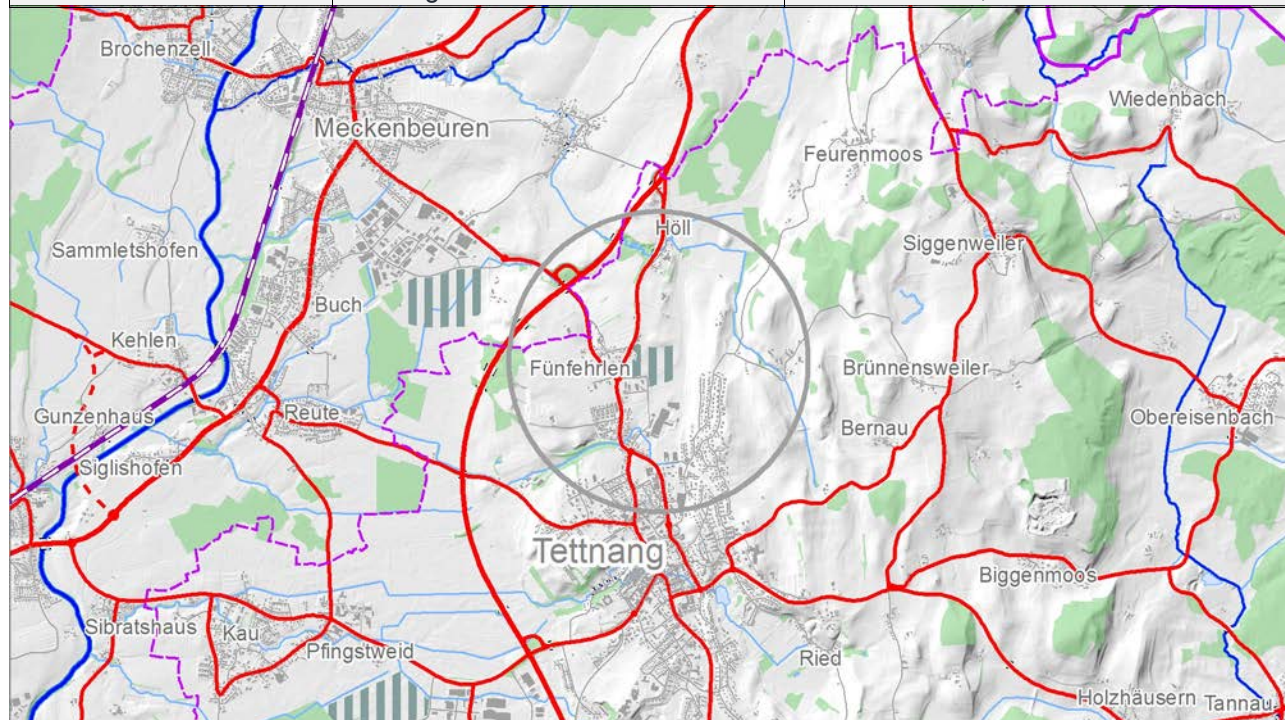 Brochenzell
Meckenbeuren
Wiedenbach
Feurenmoos
Höll
Siggenweiler
Sammletshofen
Buch
Kehlen
Fünfehrlen
Brünnensweiler
Gunzenhaus
Reute
Bernau
Obereisenbach
Siglishofen
Tettnang
Biggenmoos
Sibratshaus
Kau
Pfingstweid
Ried
Holzhäusern
Tannau